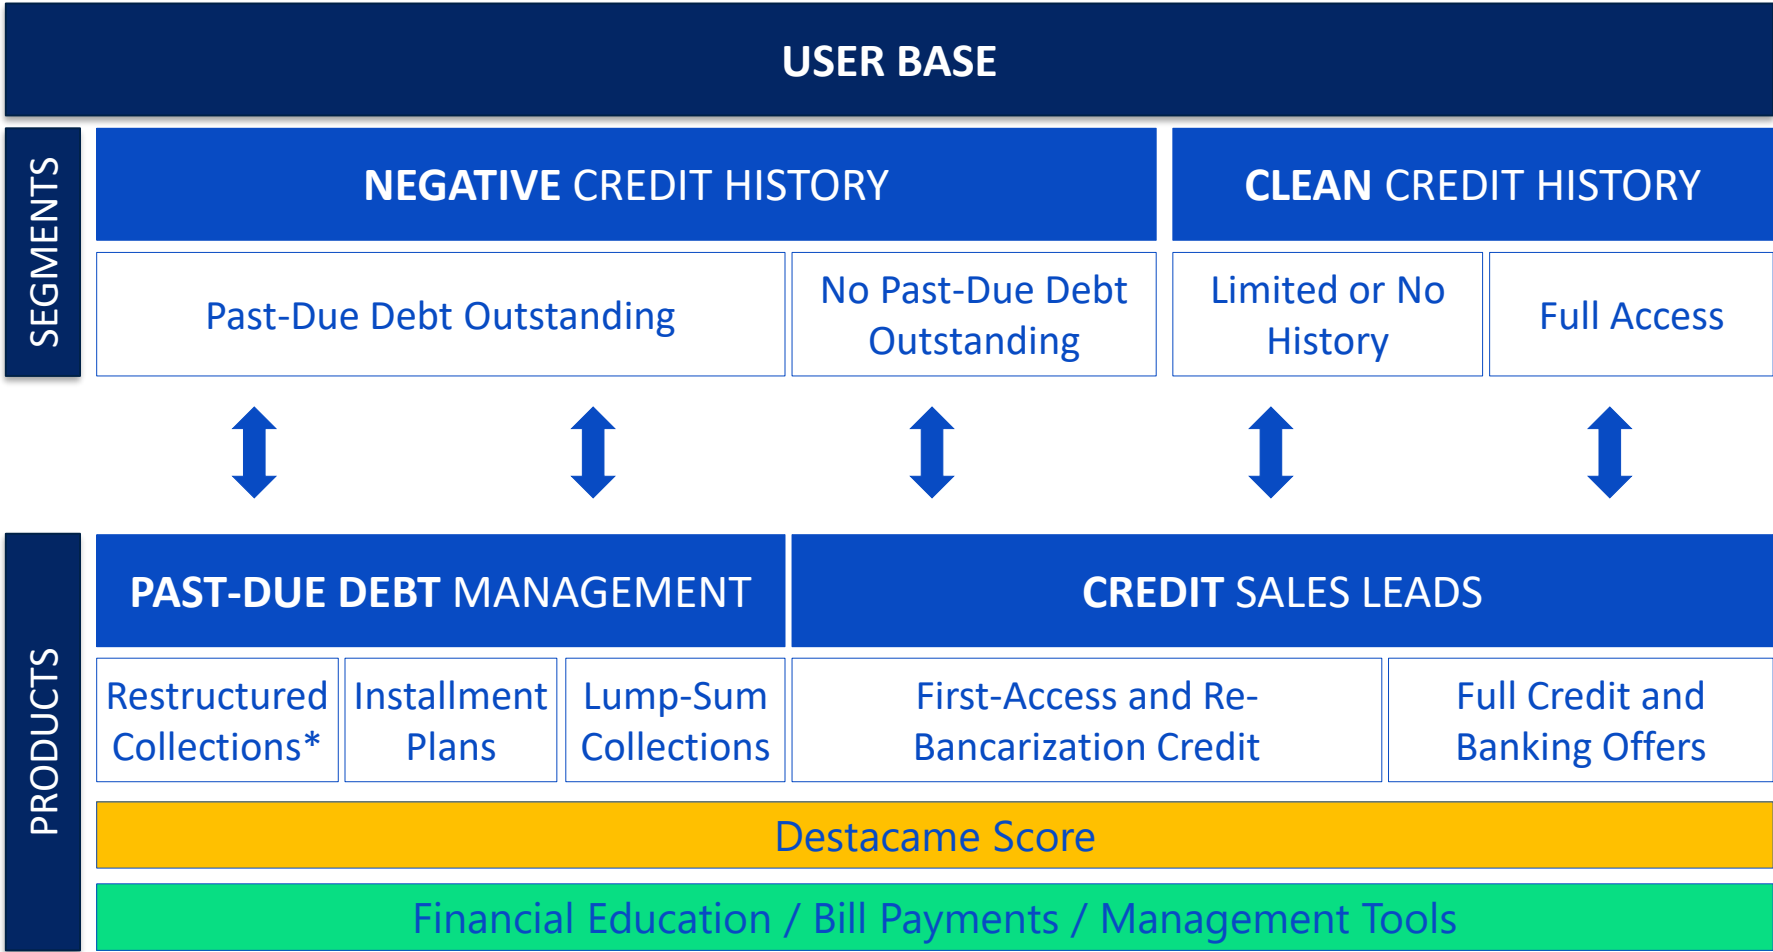 USER BASE
SEGMENTS
NEGATIVE CREDIT HISTORY
CLEAN CREDIT HISTORY
Past-Due Debt Outstanding
No Past-Due Debt
Outstanding
Limited or No
History
Full Access
PRODUCTS
PAST-DUE DEBT MANAGEMENT
CREDIT SALES LEADS
Restructured
Collections*
Installment
Plans
Lump-Sum
Collections
First-Access and Re-
Bancarization Credit
Full Credit and
Banking Offers
Destacame Score
Financial Education / Bill Payments / Management Tools